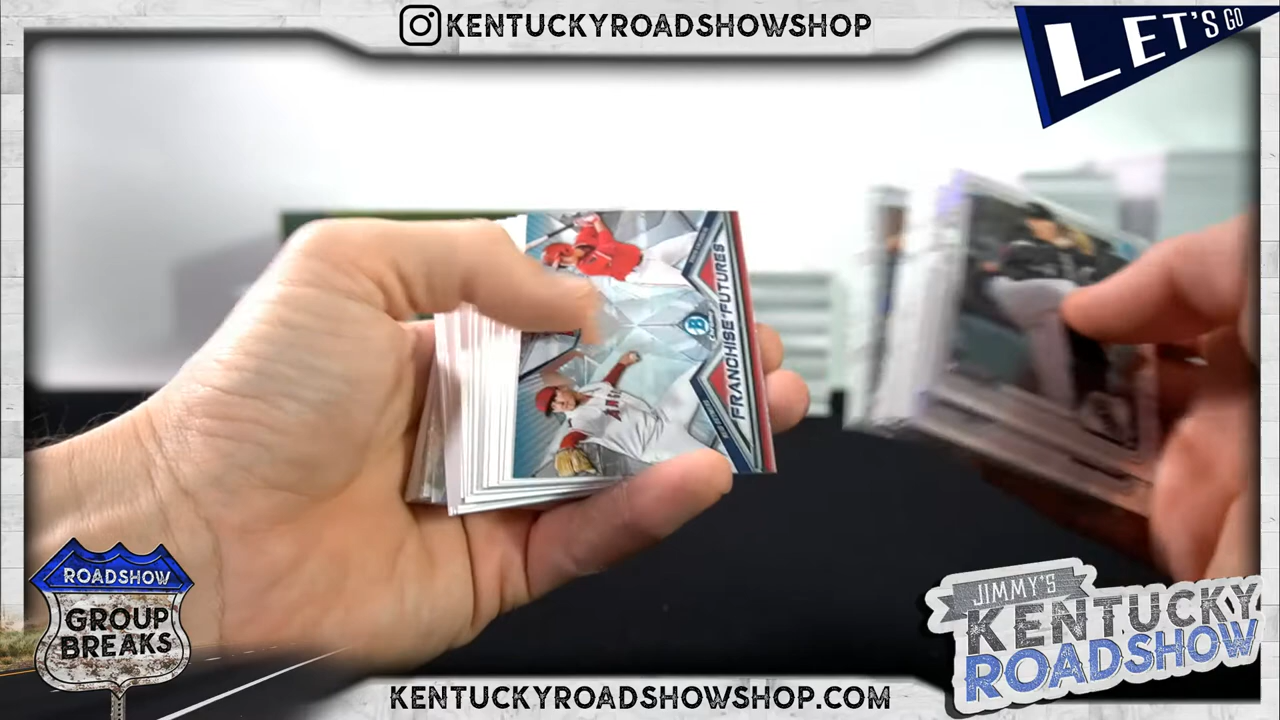 KENTUCKYROADSHOWSHOP
LET'S GO
FRANCHISE FUTURES
B
ROADSHOW
GROUP
BREAKS
JIMMY'S
KENTUCKY
ROADSHOW
KENTUCKYROADSHOWSHOP.COM